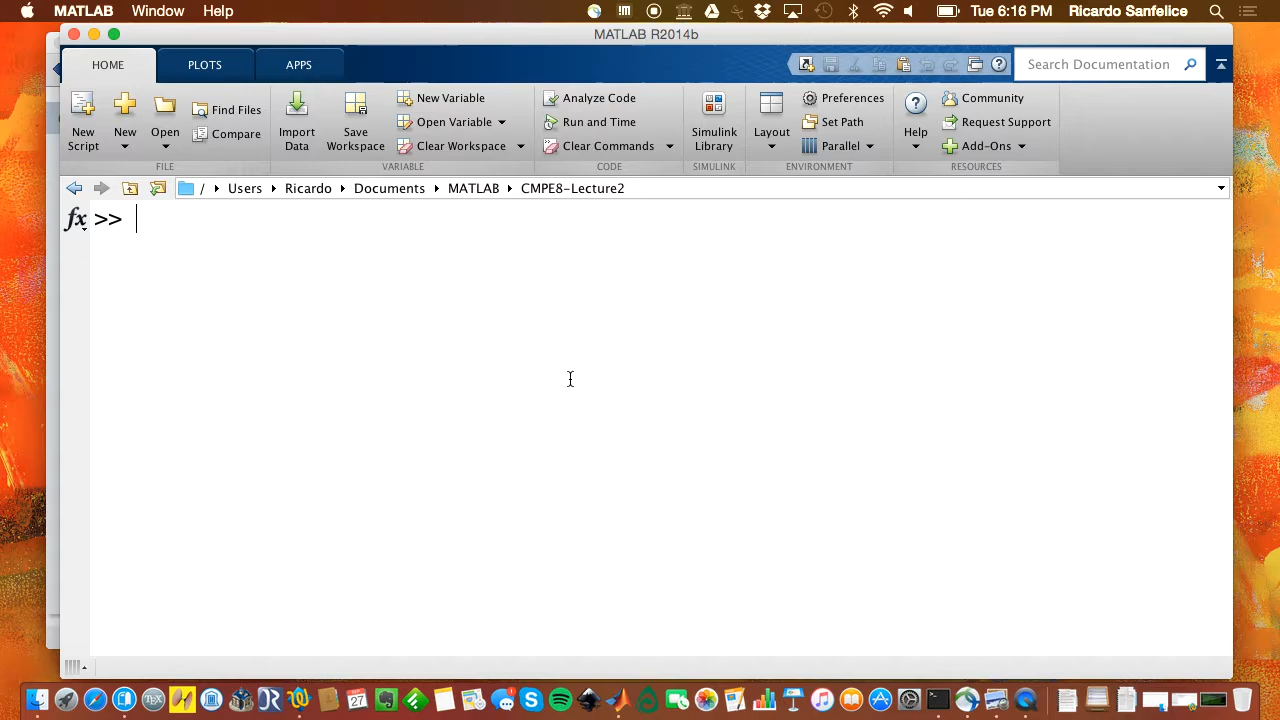 MATLAB Window Help Tue 6:16 PM Ricardo Sanfelice
MATLAB R2014b
HOME PLOTS APPS Search Documentation
New Script New Open Find Files Compare Import Data Save Workspace New Variable Open Variable Clear Workspace Analyze Code Run and Time Clear Commands Simulink Library Layout Preferences Set Path Parallel Help Community Request Support Add-Ons
FILE VARIABLE CODE SIMULINK ENVIRONMENT RESOURCES
/ Users Ricardo Documents MATLAB CMPE8-Lecture2
fx >>
27